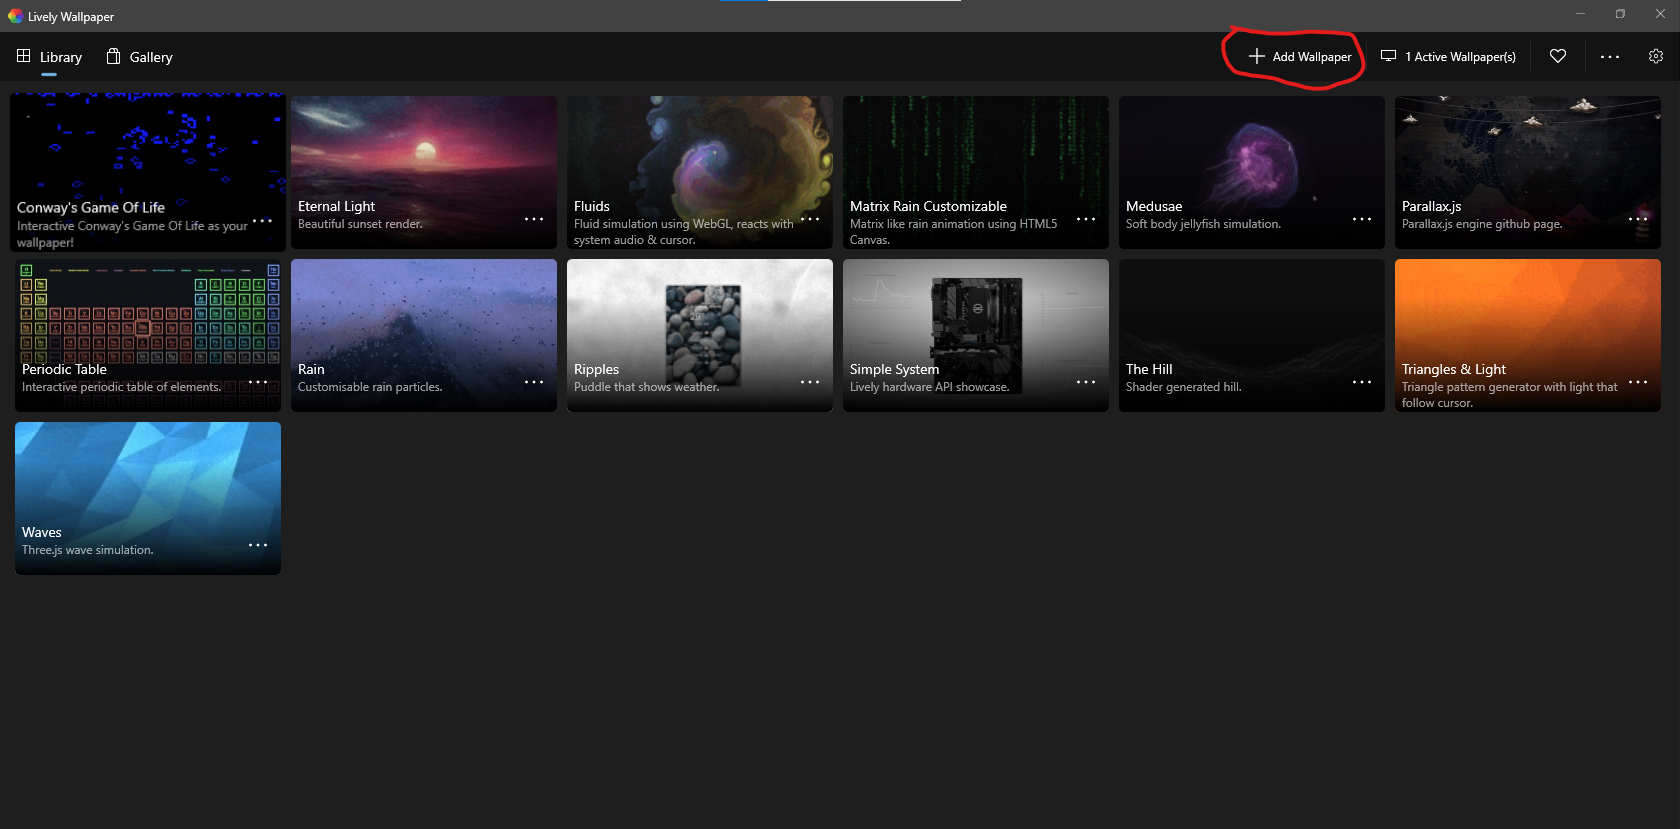 Lively Wallpaper
Library
Gallery
Add Wallpaper
1 Active Wallpaper(s)
Conway's Game Of Life
Interactive Conway's Game Of Life as your
wallpaper!
Eternal Light
Beautiful sunset render.
Fluids
Fluid simulation using WebGL, reacts with
system audio & cursor.
Matrix Rain Customizable
Matrix like rain animation using HTML5
Canvas.
Medusae
Soft body jellyfish simulation.
Parallax.js
Parallax.js engine github page.
Periodic Table
Interactive periodic table of elements.
Rain
Customisable rain particles.
29°
Ripples
Puddle that shows weather.
Simple System
Lively hardware API showcase.
The Hill
Shader generated hill.
Triangles & Light
Triangle pattern generator with light that
follow cursor.
Waves
Three.js wave simulation.